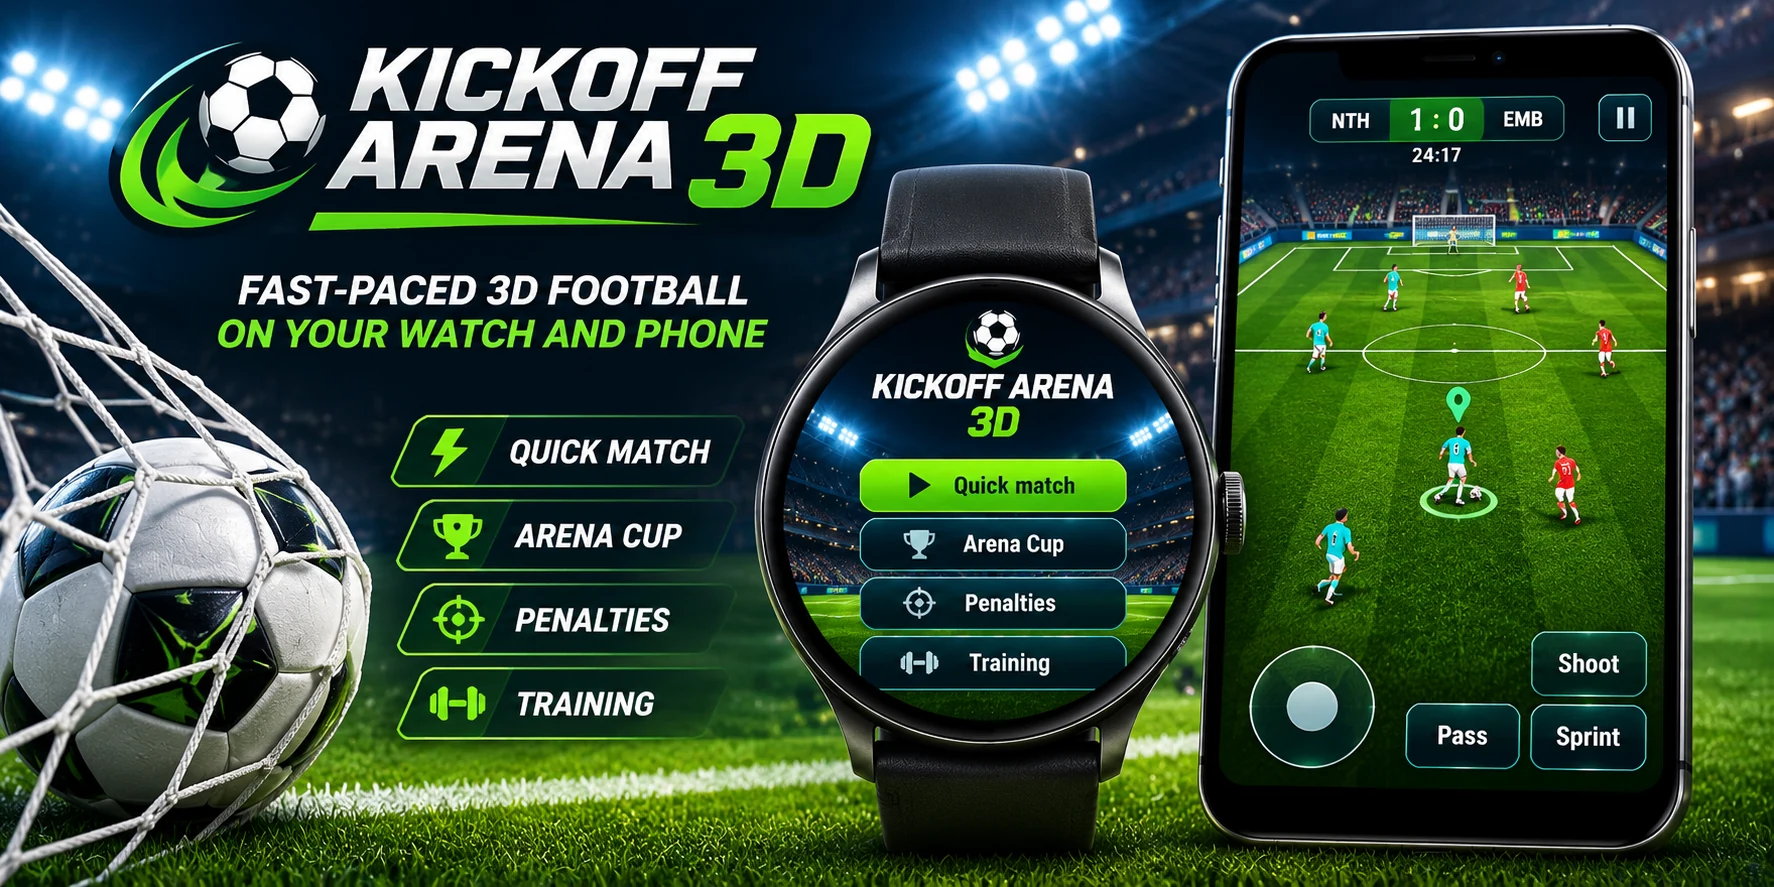 KICKOFF
ARENA 3D
FAST-PACED 3D FOOTBALL
ON YOUR WATCH AND PHONE
QUICK MATCH
ARENA CUP
PENALTIES
TRAINING
KICKOFF ARENA
3D
Quick match
Arena Cup
Penalties
Training
NTH 1 : 0 EMB
24:17
Shoot
Pass
Sprint